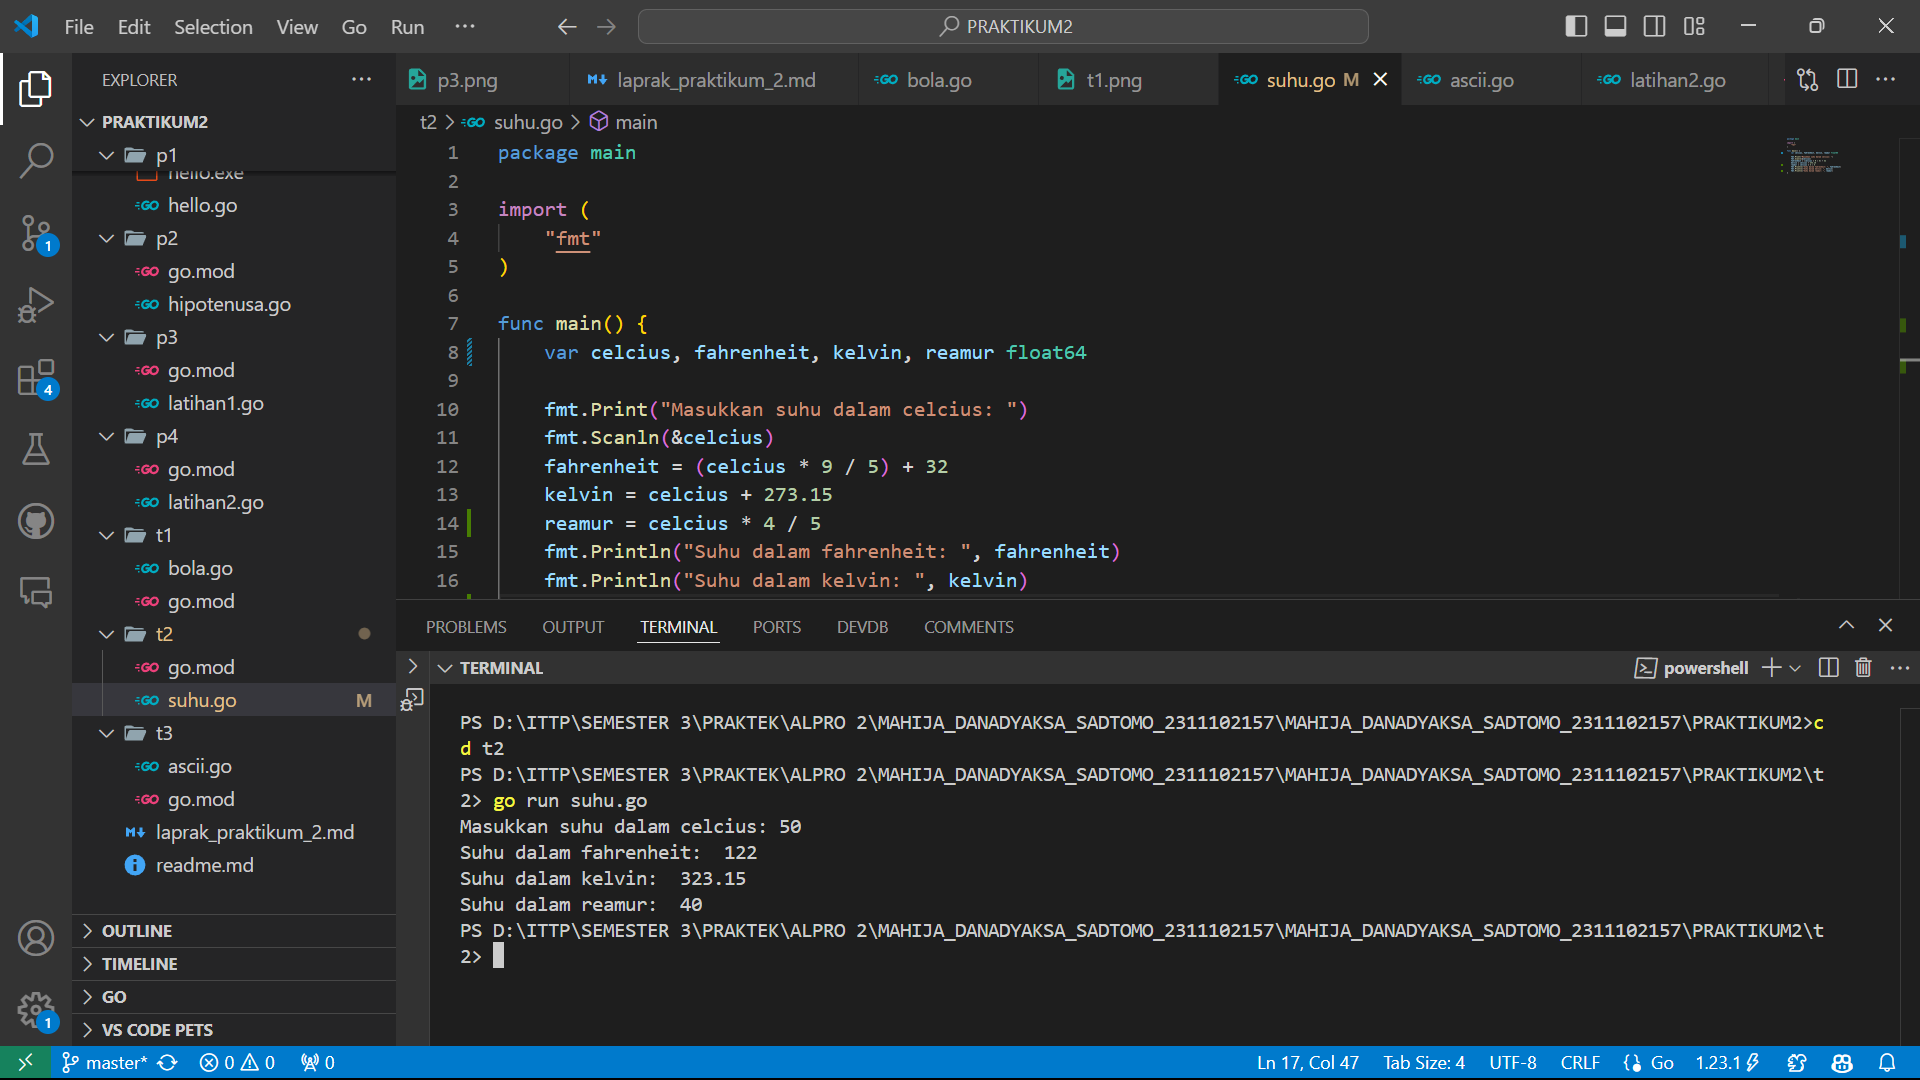 File Edit Selection View Go Run ··· PRAKTIKUM2
EXPLORER
PRAKTIKUM2
p1
hello.exe
hello.go
p2
go.mod
hipotenusa.go
p3
go.mod
latihan1.go
p4
go.mod
latihan2.go
t1
bola.go
go.mod
t2
go.mod
suhu.go M
t3
ascii.go
go.mod
laprak_praktikum_2.md
readme.md
OUTLINE
TIMELINE
GO
VS CODE PETS
1
4
1
p3.png laprak_praktikum_2.md bola.go t1.png suhu.go M ascii.go latihan2.go
t2 > suhu.go > main
1 package main
2
3 import (
4 "fmt"
5 )
6
7 func main() {
8 var celcius, fahrenheit, kelvin, reamur float64
9
10 fmt.Print("Masukkan suhu dalam celcius: ")
11 fmt.Scanln(&celcius)
12 fahrenheit = (celcius * 9 / 5) + 32
13 kelvin = celcius + 273.15
14 reamur = celcius * 4 / 5
15 fmt.Println("Suhu dalam fahrenheit: ", fahrenheit)
16 fmt.Println("Suhu dalam kelvin: ", kelvin)
PROBLEMS OUTPUT TERMINAL PORTS DEVDB COMMENTS
TERMINAL powershell
PS D:\ITTP\SEMESTER 3\PRAKTEK\ALPRO 2\MAHIJA_DANADYAKSA_SADTOMO_2311102157\MAHIJA_DANADYAKSA_SADTOMO_2311102157\PRAKTIKUM2>c
d t2
PS D:\ITTP\SEMESTER 3\PRAKTEK\ALPRO 2\MAHIJA_DANADYAKSA_SADTOMO_2311102157\MAHIJA_DANADYAKSA_SADTOMO_2311102157\PRAKTIKUM2\t
2> go run suhu.go
Masukkan suhu dalam celcius: 50
Suhu dalam fahrenheit:  122
Suhu dalam kelvin:  323.15
Suhu dalam reamur:  40
PS D:\ITTP\SEMESTER 3\PRAKTEK\ALPRO 2\MAHIJA_DANADYAKSA_SADTOMO_2311102157\MAHIJA_DANADYAKSA_SADTOMO_2311102157\PRAKTIKUM2\t
2>
master* 0 0 0 Ln 17, Col 47 Tab Size: 4 UTF-8 CRLF {} Go 1.23.1